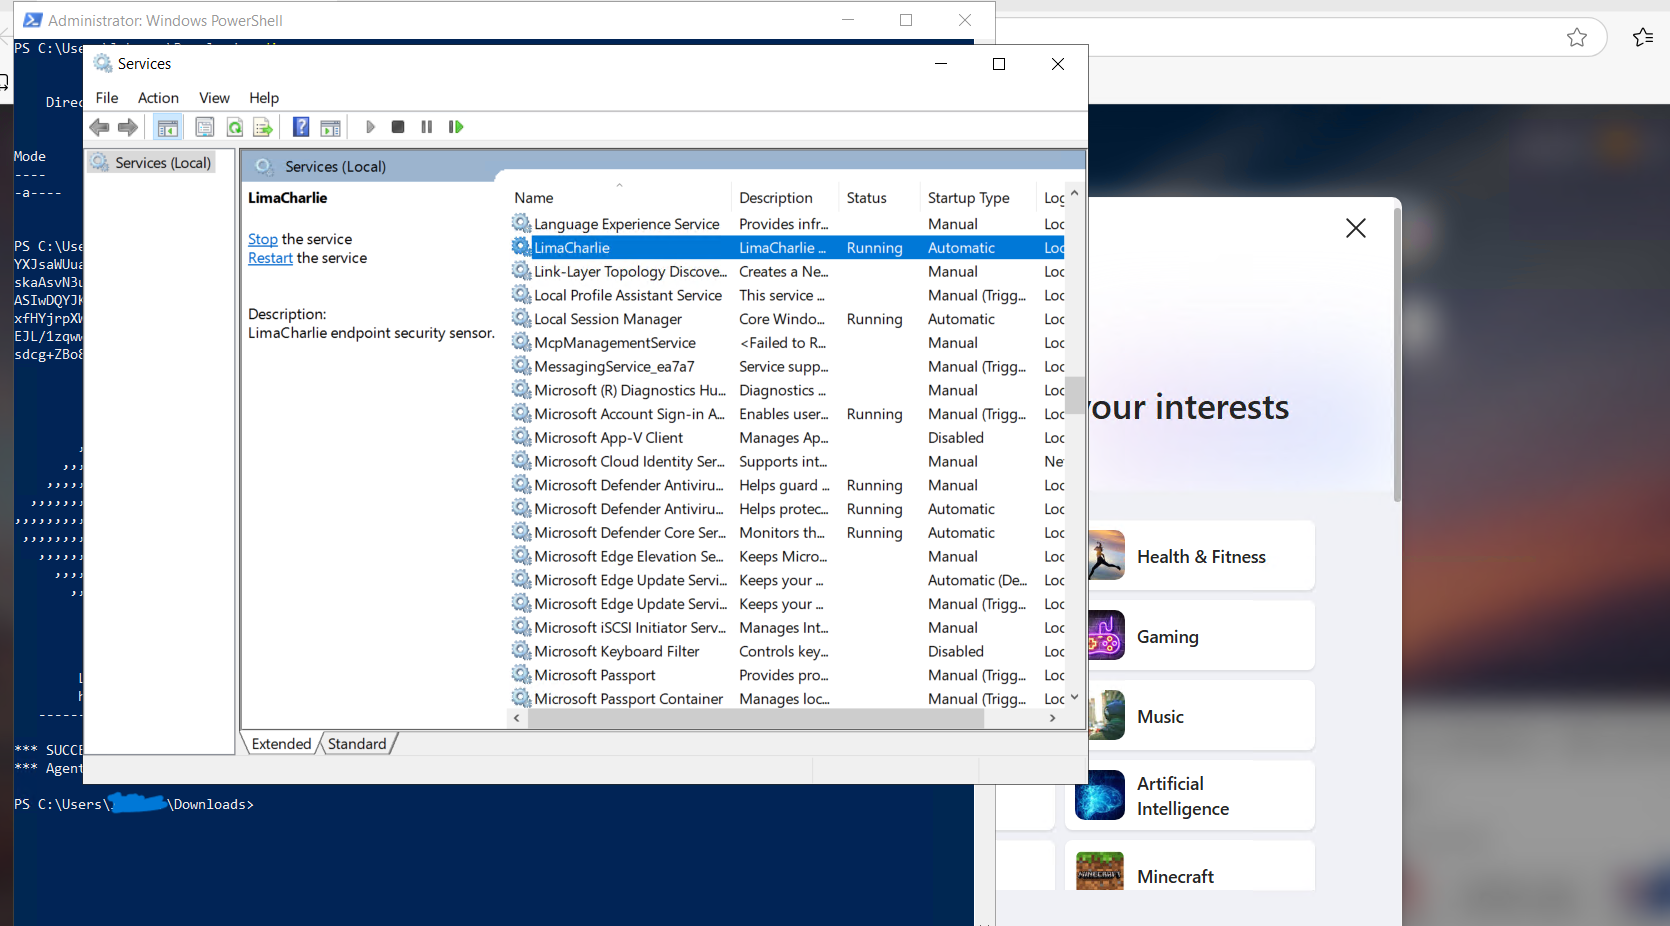 Administrator: Windows PowerShell
PS C:\Use
Direc
Mode
----
-a----
PS C:\Use
YXJsaWUua
skaAsvN3u
ASIwDQYJK
xfHYjrpXW
EJL/1zqww
sdcg+ZBo8
*** SUCCE
*** Agent
PS C:\Users\
\Downloads>
Services
File Action View Help
Services (Local)
Services (Local)
LimaCharlie
Stop the service
Restart the service
Description:
LimaCharlie endpoint security sensor.
Name Description Status Startup Type Log
Language Experience Service Provides infr... Manual Loc
LimaCharlie LimaCharlie ... Running Automatic Loc
Link-Layer Topology Discove... Creates a Ne... Manual Loc
Local Profile Assistant Service This service ... Manual (Trigg... Loc
Local Session Manager Core Windo... Running Automatic Loc
McpManagementService <Failed to R... Manual Loc
MessagingService_ea7a7 Service supp... Manual (Trigg... Loc
Microsoft (R) Diagnostics Hu... Diagnostics ... Manual Loc
Microsoft Account Sign-in A... Enables user... Running Manual (Trigg... Loc
Microsoft App-V Client Manages Ap... Disabled Loc
Microsoft Cloud Identity Ser... Supports int... Manual Ne
Microsoft Defender Antiviru... Helps guard ... Running Manual Loc
Microsoft Defender Antiviru... Helps protec... Running Automatic Loc
Microsoft Defender Core Ser... Monitors th... Running Automatic Loc
Microsoft Edge Elevation Se... Keeps Micro... Manual Loc
Microsoft Edge Update Servi... Keeps your ... Automatic (De... Loc
Microsoft Edge Update Servi... Keeps your ... Manual (Trigg... Loc
Microsoft iSCSI Initiator Serv... Manages Int... Manual Loc
Microsoft Keyboard Filter Controls key... Disabled Loc
Microsoft Passport Provides pro... Manual (Trigg... Loc
Microsoft Passport Container Manages loc... Manual (Trigg... Loc
Extended Standard
your interests
Health & Fitness
Gaming
Music
Artificial
Intelligence
MINECRAFT
Minecraft